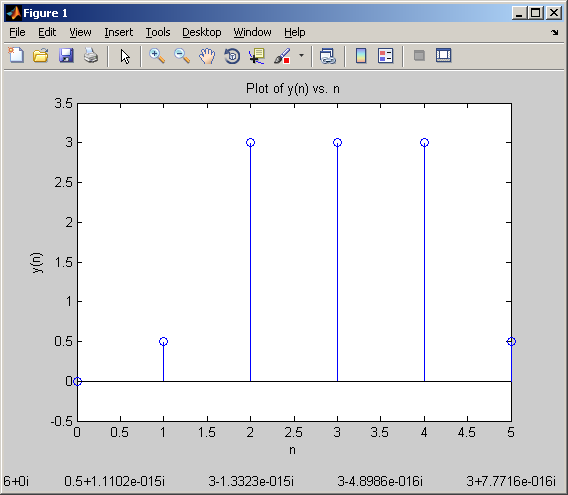 Figure 1
File Edit View Insert Tools Desktop Window Help
Plot of y(n) vs. n
3.5
3
2.5
2
1.5
1
0.5
0
-0.5
y(n)
0 0.5 1 1.5 2 2.5 3 3.5 4 4.5 5
n
6+0i 0.5+1.1102e-015i 3-1.3323e-015i 3-4.8986e-016i 3+7.7716e-016i